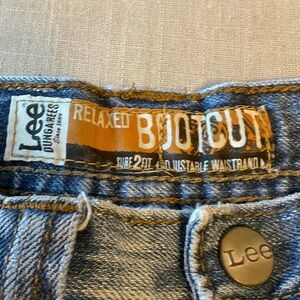 Lee
DUNGAREES
Since 1889
RELAXED BOOTCUT
SURE2FIT ADJUSTABLE WAISTBAND
Lee